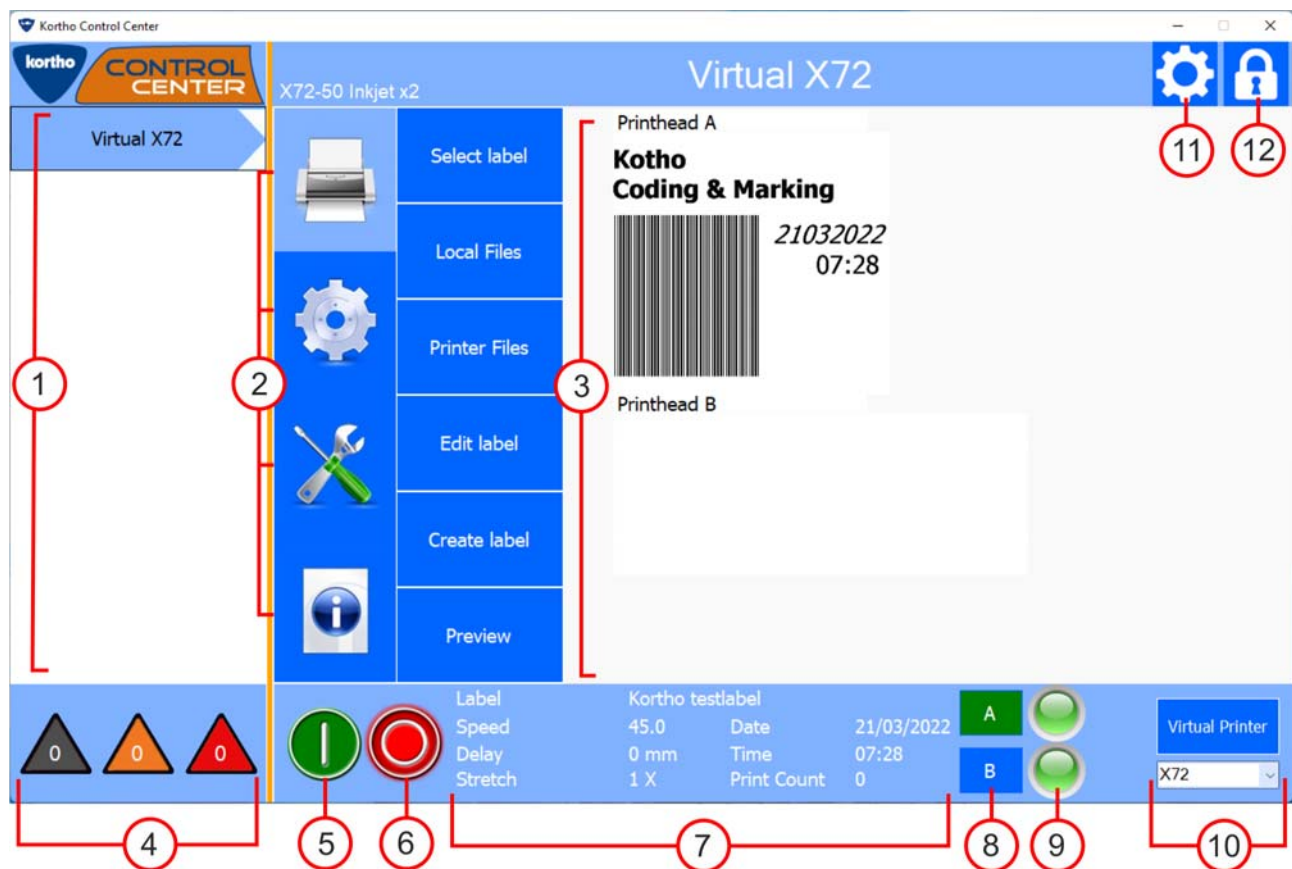 Kortho Control Center
kortho
CONTROL
CENTER
X72-50 Inkjet x2
Virtual X72
11
12
Virtual X72
1
2
Select label
Local Files
Printer Files
Edit label
Create label
Preview
3
Printhead A
Kotho
Coding & Marking
21032022
07:28
Printhead B
0 0 0
4
5
6
Label Kortho testlabel
Speed 45.0 Date 21/03/2022
Delay 0 mm Time 07:28
Stretch 1 X Print Count 0
7
A
B
8
9
Virtual Printer
X72
10